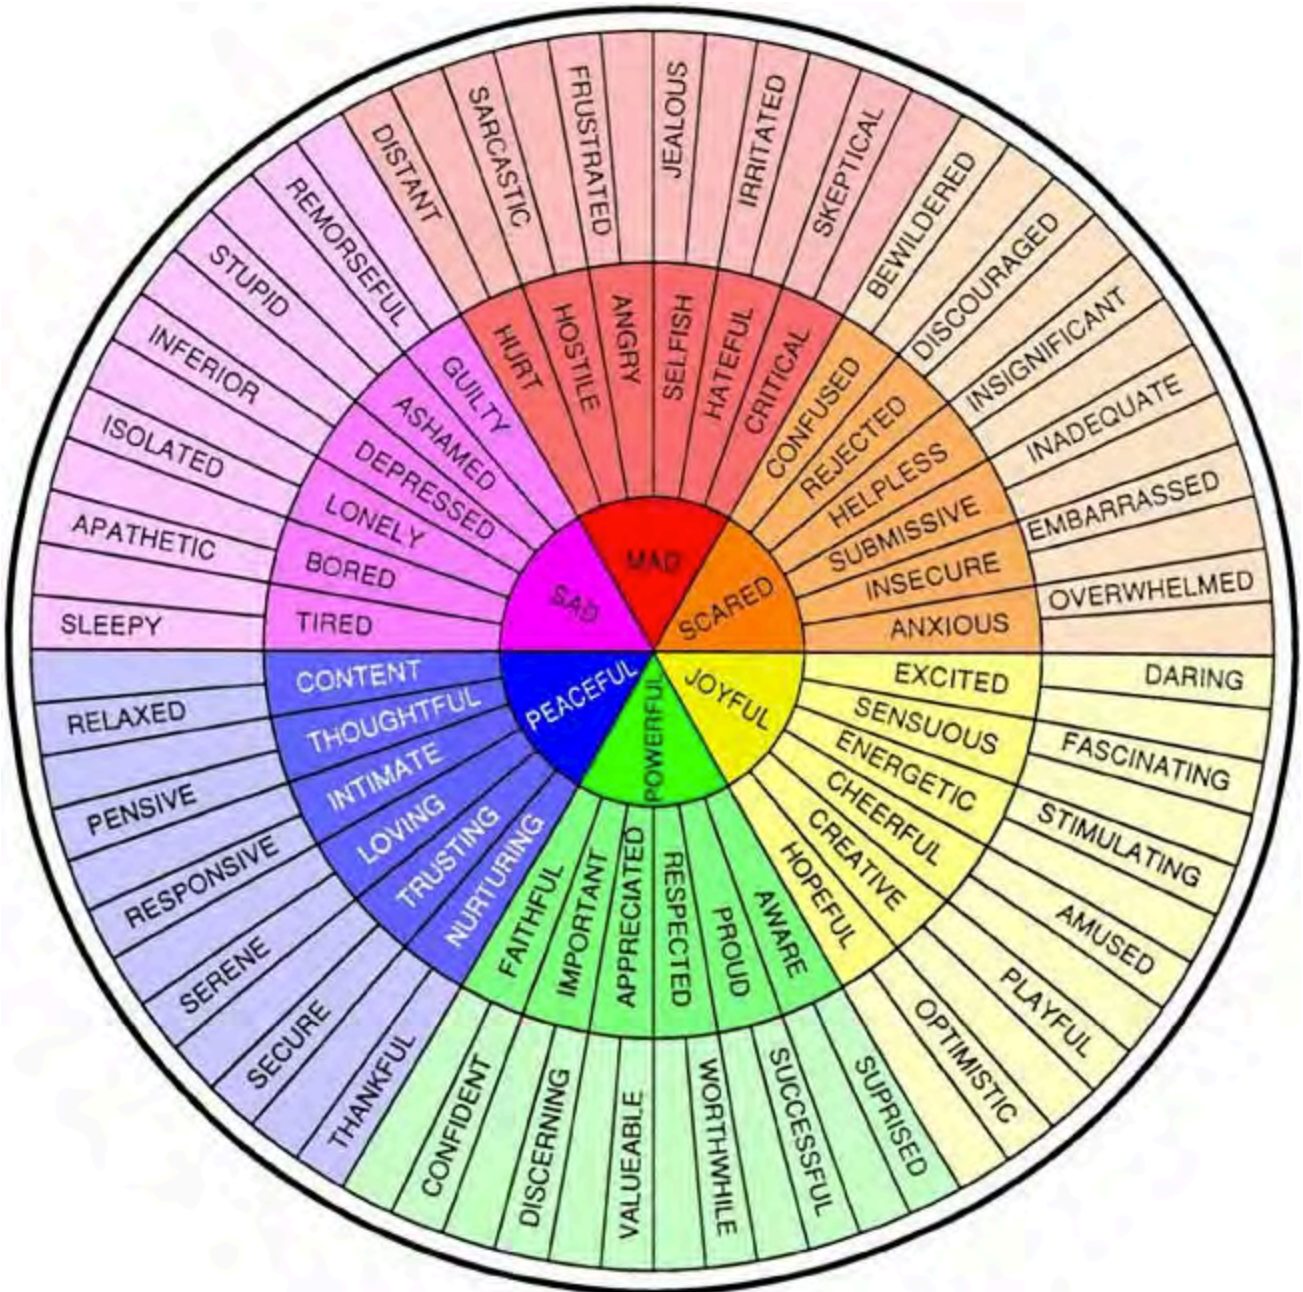 MAD
SCARED
JOYFUL
POWERFUL
PEACEFUL
SAD
HURT
HOSTILE
ANGRY
SELFISH
HATEFUL
CRITICAL
CONFUSED
REJECTED
HELPLESS
SUBMISSIVE
INSECURE
ANXIOUS
EXCITED
SENSUOUS
ENERGETIC
CHEERFUL
CREATIVE
HOPEFUL
AWARE
PROUD
RESPECTED
APPRECIATED
IMPORTANT
FAITHFUL
NURTURING
TRUSTING
LOVING
INTIMATE
THOUGHTFUL
CONTENT
TIRED
BORED
LONELY
DEPRESSED
ASHAMED
GUILTY
DISTANT
SARCASTIC
FRUSTRATED
JEALOUS
IRRITATED
SKEPTICAL
BEWILDERED
DISCOURAGED
INSIGNIFICANT
INADEQUATE
EMBARRASSED
OVERWHELMED
DARING
FASCINATING
STIMULATING
AMUSED
PLAYFUL
OPTIMISTIC
SUPRISED
SUCCESSFUL
WORTHWHILE
VALUEABLE
DISCERNING
CONFIDENT
THANKFUL
SECURE
SERENE
RESPONSIVE
PENSIVE
RELAXED
SLEEPY
APATHETIC
ISOLATED
INFERIOR
STUPID
REMORSEFUL